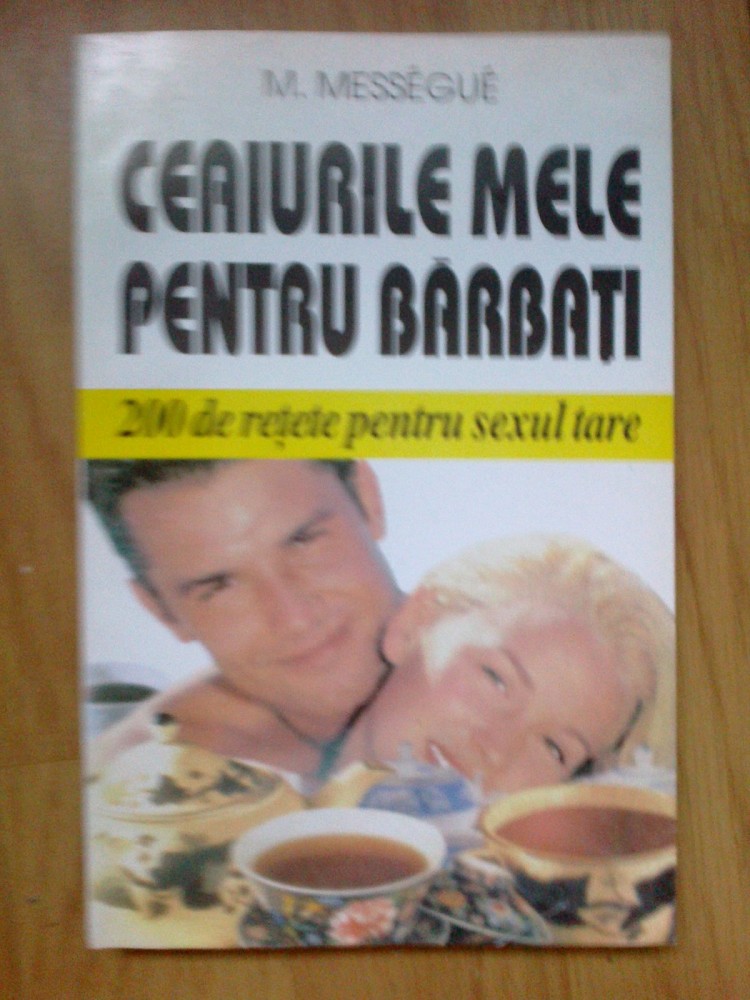 M. MESSÉGUÉ
CEAIURILE MELE
PENTRU BĂRBAȚI
200 de rețete pentru sexul tare